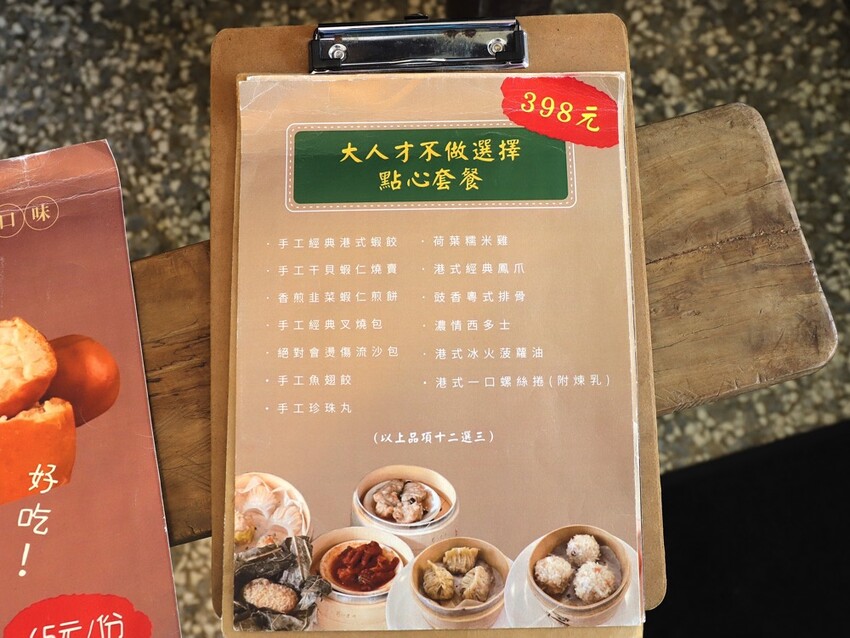 398元
大人才不做選擇
點心套餐
·手工經典港式蝦餃
·手工干貝蝦仁燒賣
·香煎韭菜蝦仁煎餅
·手工經典叉燒包
·絕對會燙傷流沙包
·手工魚翅餃
·手工珍珠丸
·荷葉糯米雞
·港式經典鳳爪
·豉香粵式排骨
·濃情西多士
·港式冰火菠蘿油
·港式一口螺絲捲(附煉乳)
(以上品項十二選三)
口味
好吃!
5元/份